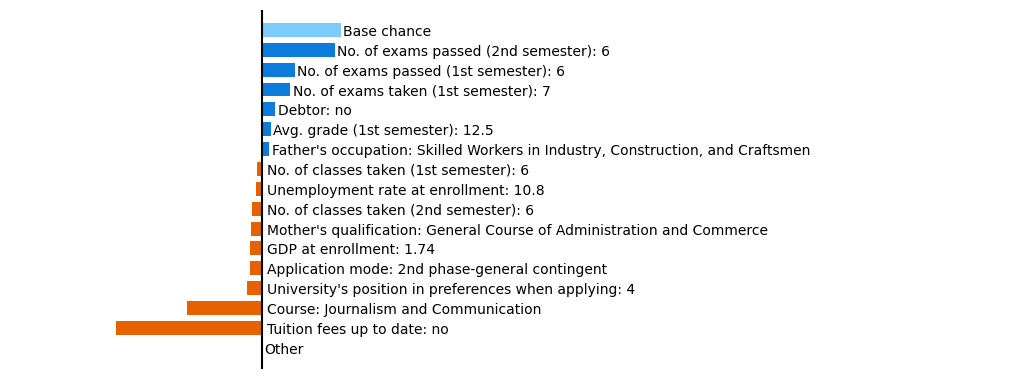 Base chance
No. of exams passed (2nd semester): 6
No. of exams passed (1st semester): 6
No. of exams taken (1st semester): 7
Debtor: no
Avg. grade (1st semester): 12.5
Father's occupation: Skilled Workers in Industry, Construction, and Craftsmen
No. of classes taken (1st semester): 6
Unemployment rate at enrollment: 10.8
No. of classes taken (2nd semester): 6
Mother's qualification: General Course of Administration and Commerce
GDP at enrollment: 1.74
Application mode: 2nd phase-general contingent
University's position in preferences when applying: 4
Course: Journalism and Communication
Tuition fees up to date: no
Other